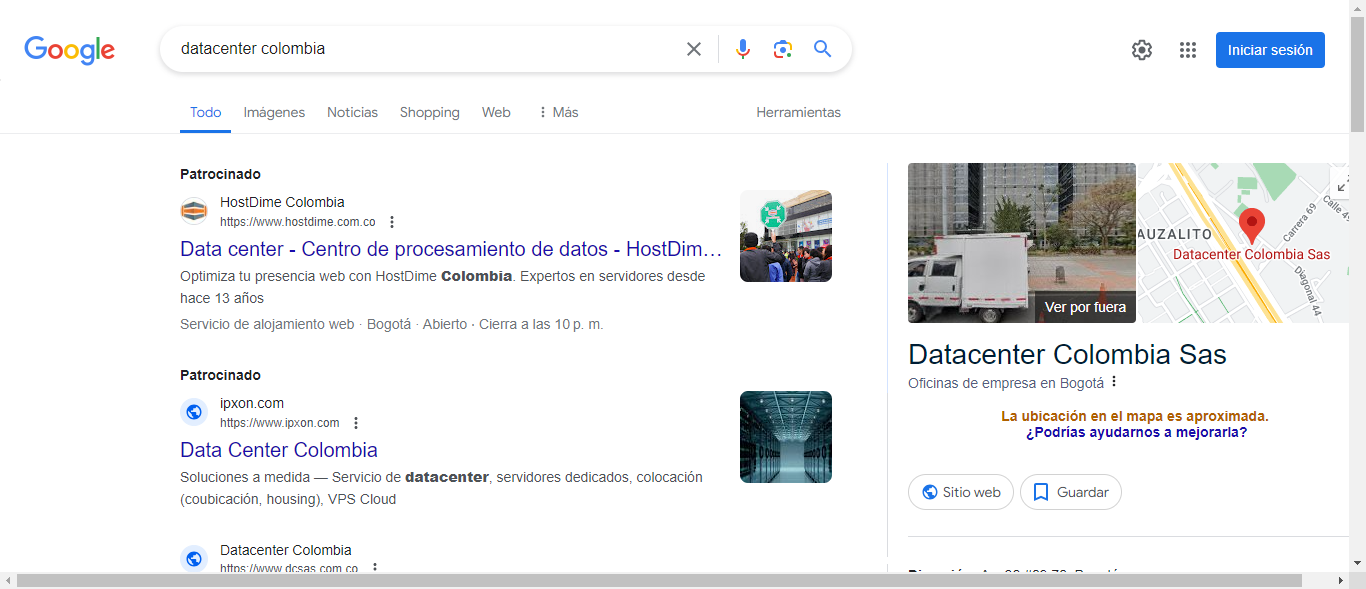 Google
datacenter colombia
Iniciar sesión
Todo
Imágenes
Noticias
Shopping
Web
Más
Herramientas
Patrocinado
HostDime Colombia
https://www.hostdime.com.co
Data center - Centro de procesamiento de datos - HostDim…
Optimiza tu presencia web con HostDime Colombia. Expertos en servidores desde
hace 13 años
Servicio de alojamiento web · Bogotá · Abierto · Cierra a las 10 p. m.
Patrocinado
ipxon.com
https://www.ipxon.com
Data Center Colombia
Soluciones a medida — Servicio de datacenter, servidores dedicados, colocación
(coubicación, housing), VPS Cloud
Datacenter Colombia
https://www.dcsas.com.co
Ver por fuera
AUZALITO
Carrera 69
Calle 4
Datacenter Colombia Sas
Diagonal 44
Datacenter Colombia Sas
Oficinas de empresa en Bogotá
La ubicación en el mapa es aproximada.
¿Podrías ayudarnos a mejorarla?
Sitio web
Guardar